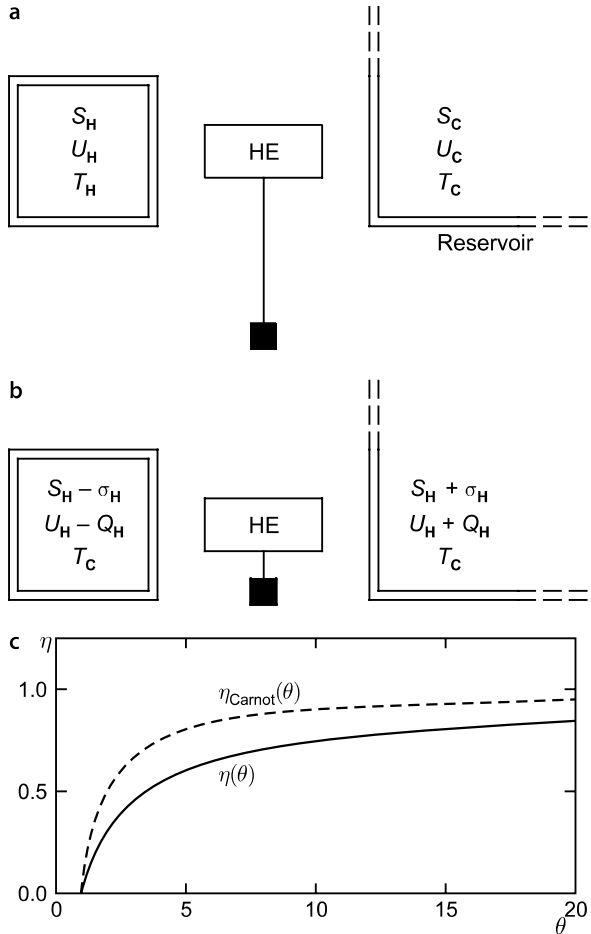 a
S_H
U_H
T_H
HE
S_C
U_C
T_C
Reservoir
b
S_H – σ_H
U_H – Q_H
T_C
HE
S_H + σ_H
U_H + Q_H
T_C
c
η
1.0
0.5
0.0
η_Carnot(θ)
η(θ)
0 5 10 15 20
θ